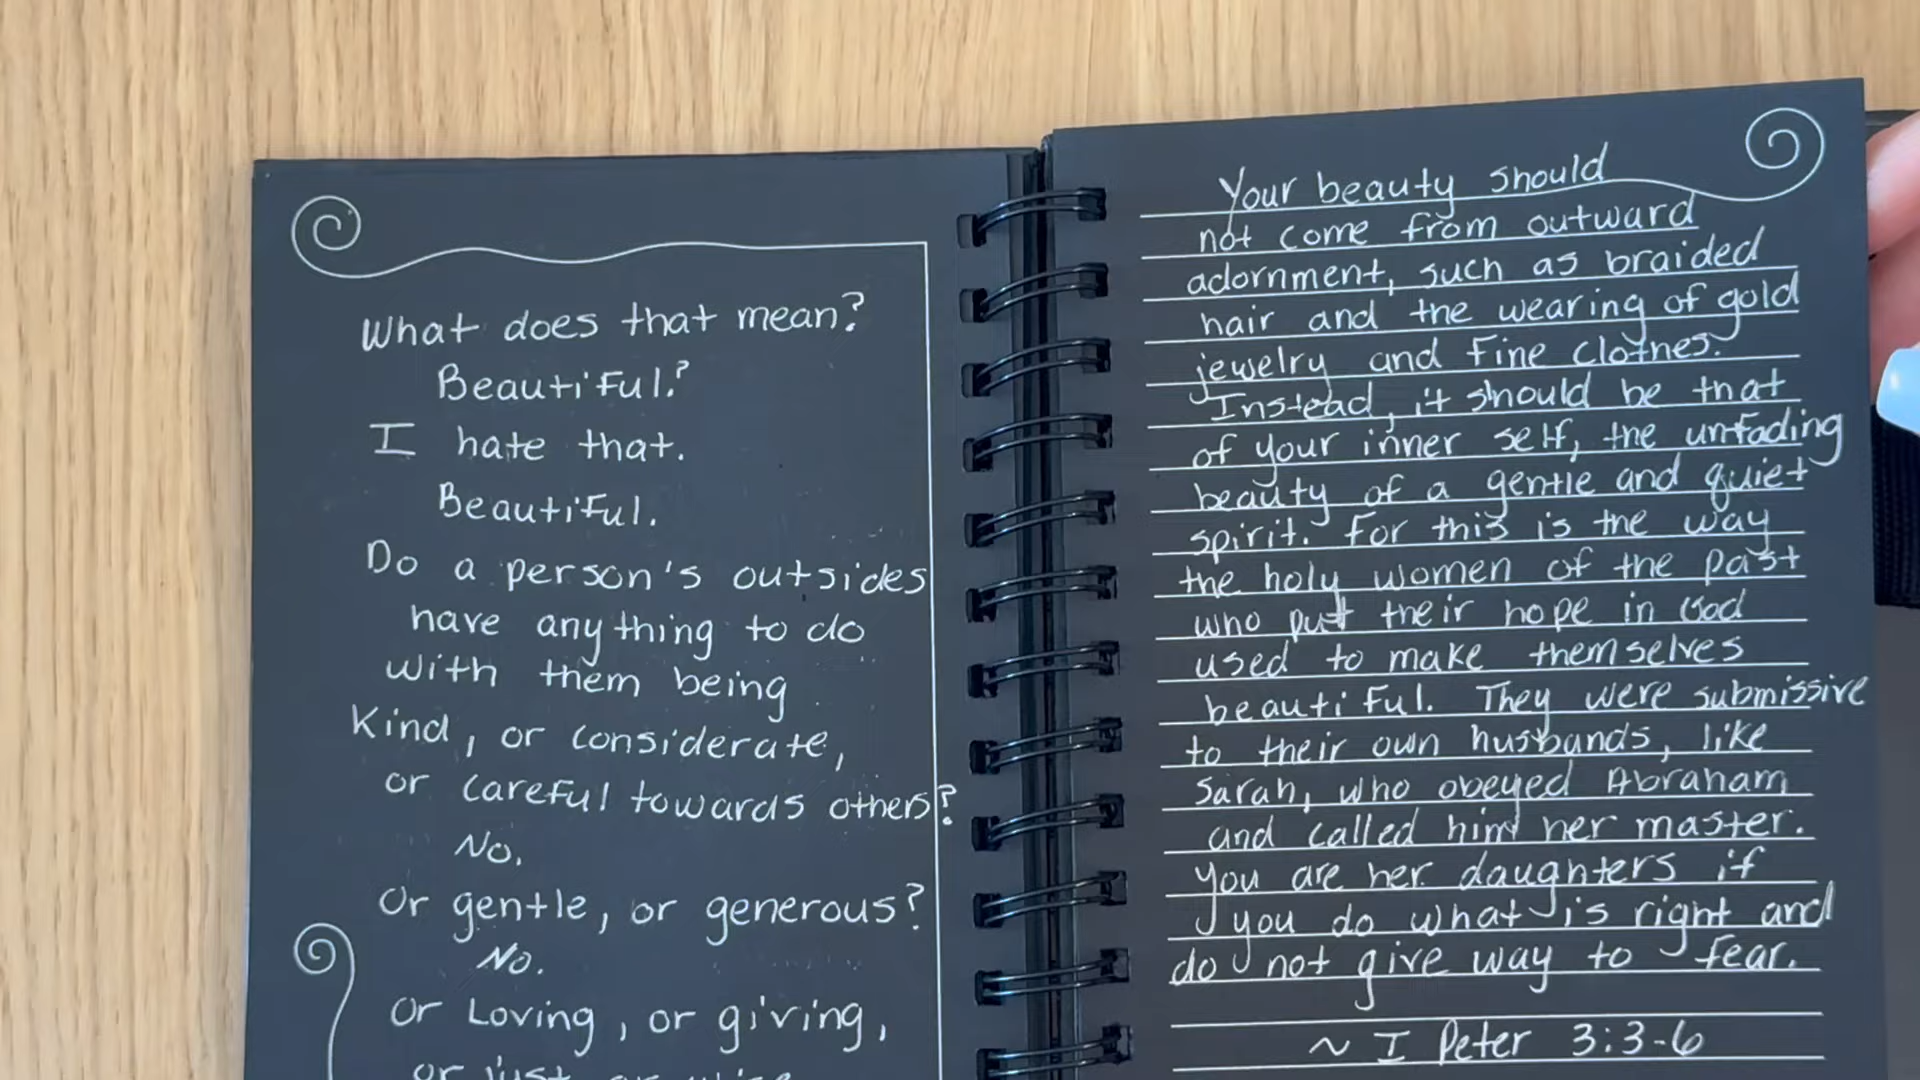 What does that mean?
Beautiful?
I hate that.
Beautiful.
Do a person's outsides
have anything to do
with them being
Kind, or considerate,
or careful towards others?
No.
Or gentle, or generous?
No.
Or Loving, or giving,
or just
Your beauty should
not come from outward
adornment, such as braided
hair and the wearing of gold
jewelry and fine clothes.
Instead, it should be that
of your inner self, the unfading
beauty of a gentle and quiet
spirit. For this is the way
the holy women of the past
who put their hope in God
used to make themselves
beautiful. They were submissive
to their own husbands, like
Sarah, who obeyed Abraham
and called him her master.
You are her daughters if
you do what is right and
do not give way to fear.
~ I Peter 3:3-6